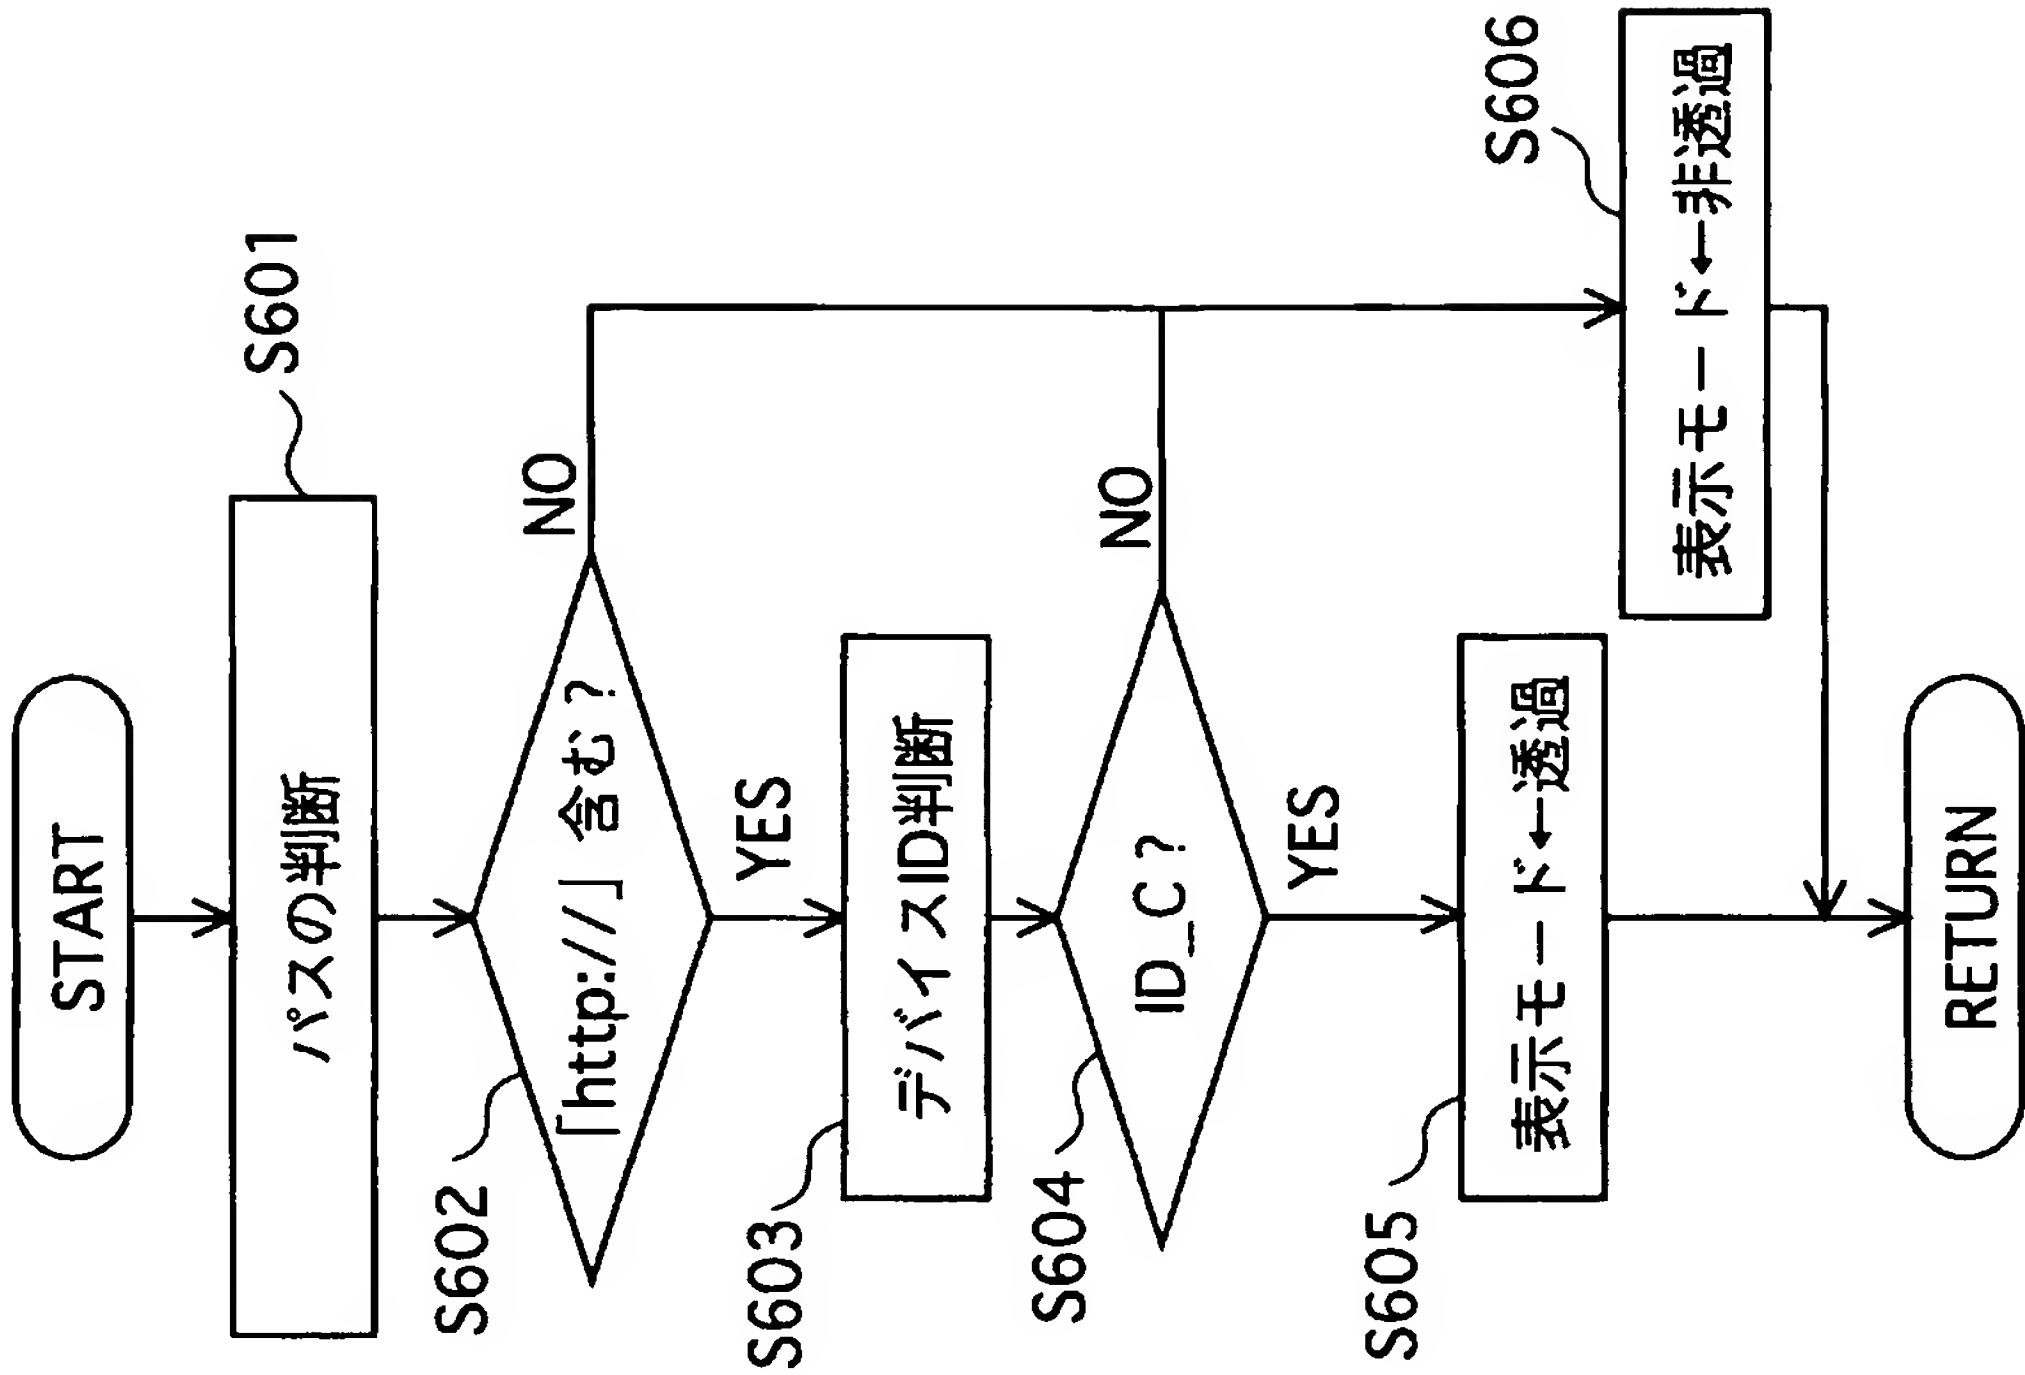 START
S601
パスの判断
S602
「http://」含む?
NO
YES
S603
デバイスID判断
S604
ID_C?
NO
YES
S605
表示モード←透過
S606
表示モード←非透過
RETURN